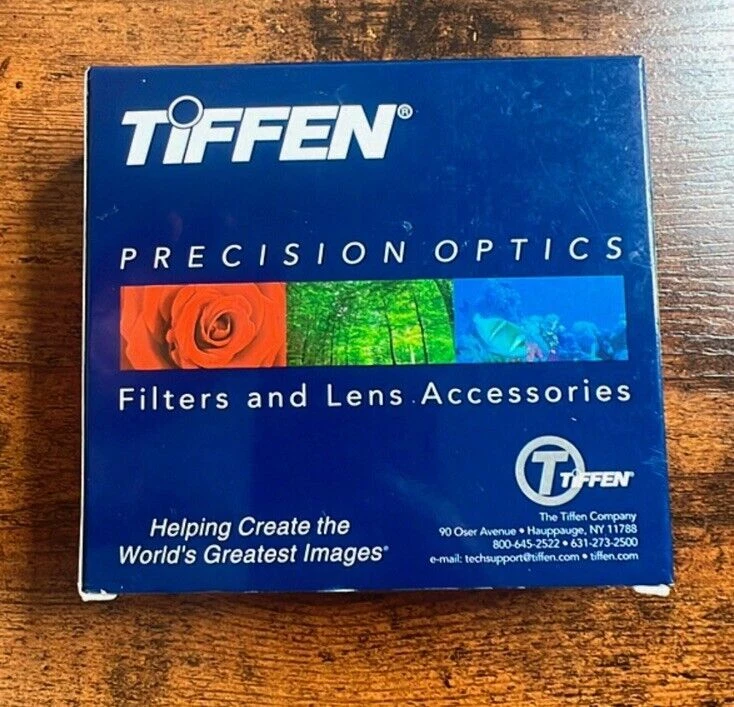 TIFFEN®
PRECISION OPTICS
Filters and Lens Accessories
T TIFFEN®
The Tiffen Company
90 Oser Avenue • Hauppauge, NY 11788
800-645-2522 • 631-273-2500
e-mail: techsupport@tiffen.com • tiffen.com
Helping Create the
World's Greatest Images®